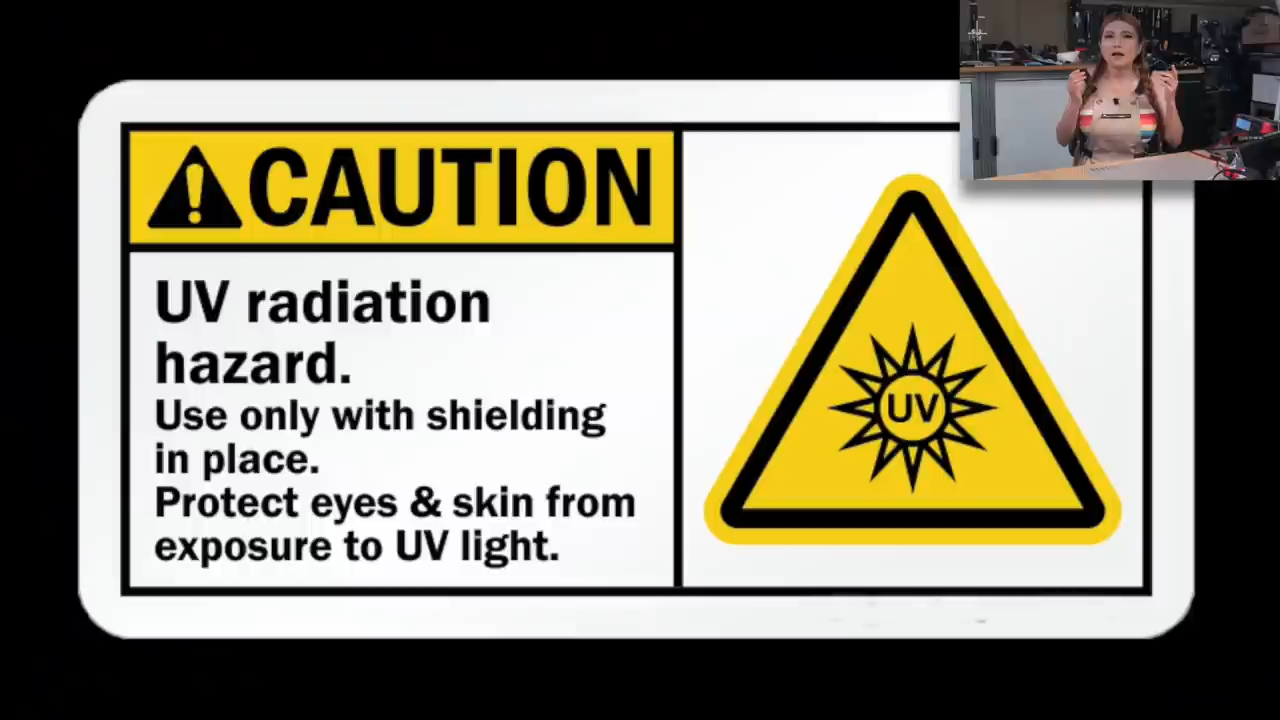 CAUTION
UV radiation
hazard.
Use only with shielding
in place.
Protect eyes & skin from
exposure to UV light.
UV